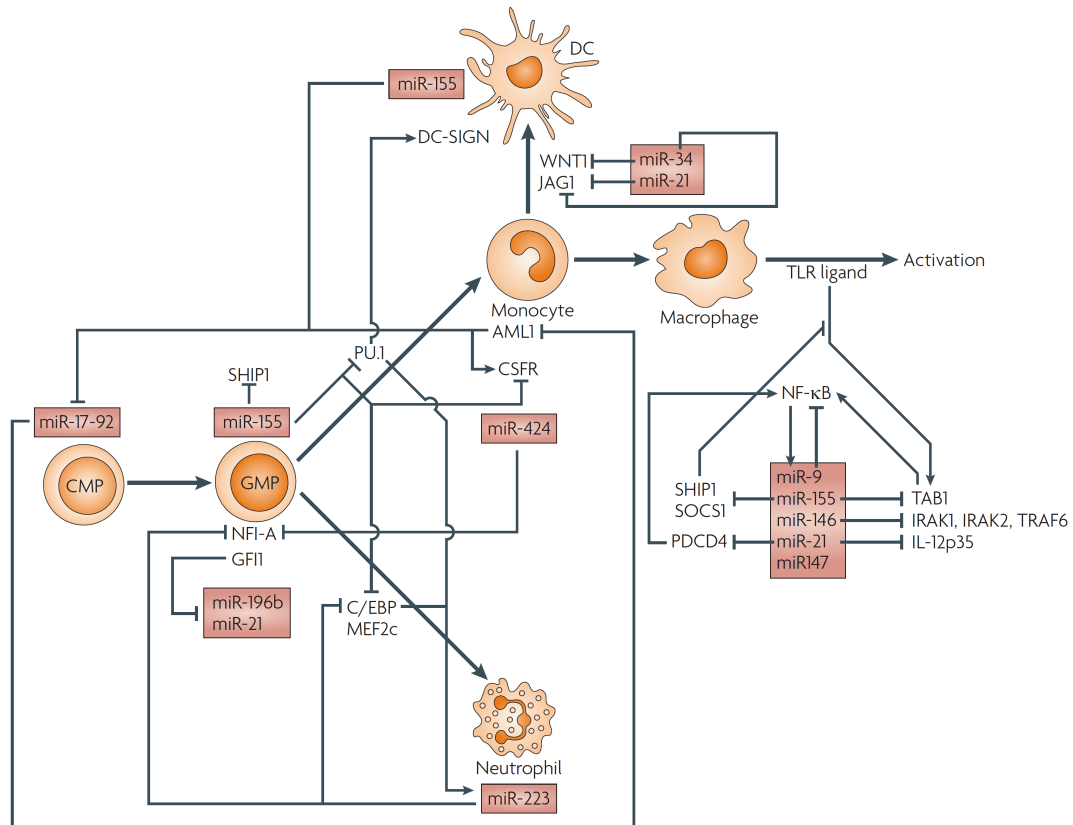 DC
miR-155
DC-SIGN
WNT1
JAG1
miR-34
miR-21
TLR ligand
Activation
Monocyte
AML1
Macrophage
PU.1
CSFR
SHIP1
NF-κB
miR-17-92
miR-155
miR-424
CMP
GMP
miR-9
miR-155
miR-146
miR-21
miR147
SHIP1
SOCS1
PDCD4
TAB1
IRAK1, IRAK2, TRAF6
IL-12p35
NFI-A
GFI1
miR-196b
miR-21
C/EBP
MEF2c
Neutrophil
miR-223